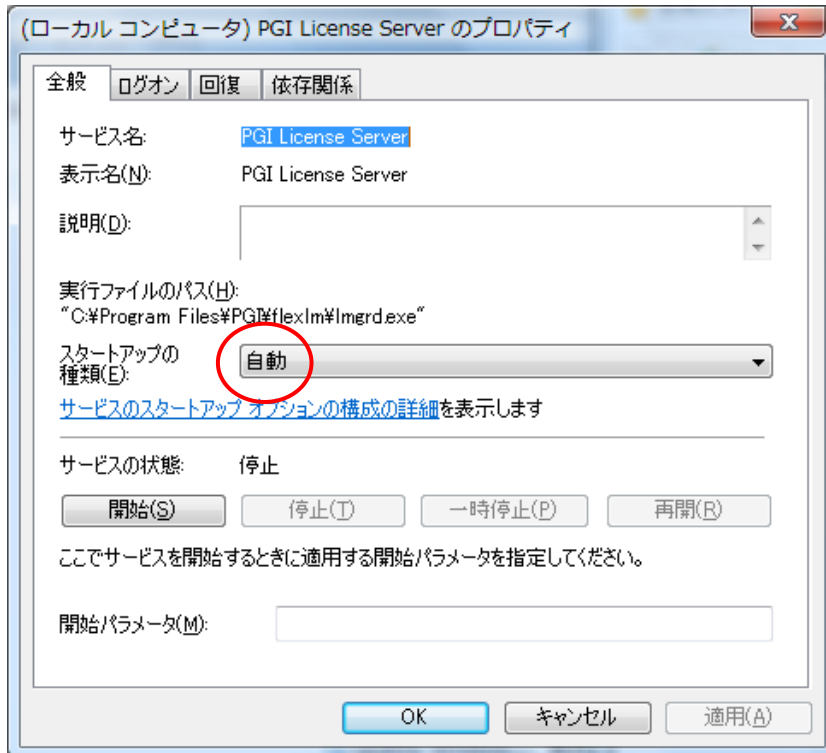 (ローカル コンピュータ) PGI License Server のプロパティ
全般 ログオン 回復 依存関係
サービス名: PGI License Server
表示名(N): PGI License Server
説明(D):
実行ファイルのパス(H):
"C:¥Program Files¥PGI¥flexlm¥lmgrd.exe"
スタートアップの
種類(E): 自動
サービスのスタートアップ オプションの構成の詳細を表示します
サービスの状態: 停止
開始(S) 停止(T) 一時停止(P) 再開(R)
ここでサービスを開始するときに適用する開始パラメータを指定してください。
開始パラメータ(M):
OK キャンセル 適用(A)